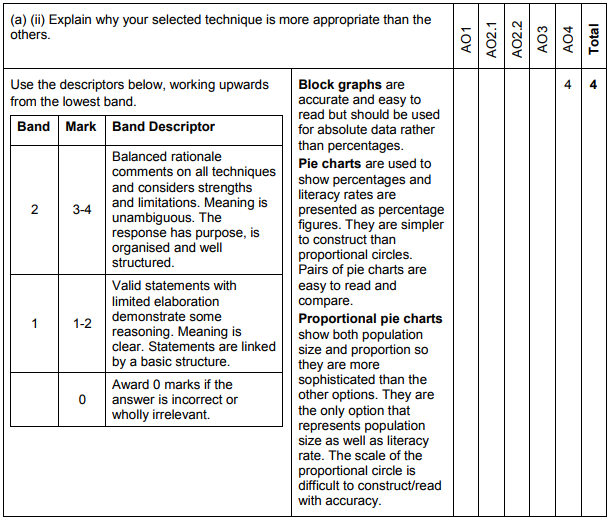 (a) (ii) Explain why your selected technique is more appropriate than the
others.
AO1
AO2.1
AO2.2
AO3
AO4
Total
Use the descriptors below, working upwards
from the lowest band.
Band Mark Band Descriptor
2
3-4
Balanced rationale
comments on all techniques
and considers strengths
and limitations. Meaning is
unambiguous. The
response has purpose, is
organised and well
structured.
1
1-2
Valid statements with
limited elaboration
demonstrate some
reasoning. Meaning is
clear. Statements are linked
by a basic structure.
0
Award 0 marks if the
answer is incorrect or
wholly irrelevant.
Block graphs are
accurate and easy to
read but should be used
for absolute data rather
than percentages.
Pie charts are used to
show percentages and
literacy rates are
presented as percentage
figures. They are simpler
to construct than
proportional circles.
Pairs of pie charts are
easy to read and
compare.
Proportional pie charts
show both population
size and proportion so
they are more
sophisticated than the
other options. They are
the only option that
represents population
size as well as literacy
rate. The scale of the
proportional circle is
difficult to construct/read
with accuracy.
4
4